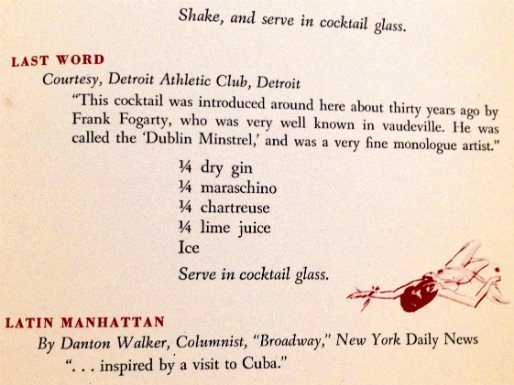 Shake, and serve in cocktail glass.
LAST WORD
Courtesy, Detroit Athletic Club, Detroit
“This cocktail was introduced around here about thirty years ago by
Frank Fogarty, who was very well known in vaudeville. He was
called the ‘Dublin Minstrel,’ and was a very fine monologue artist.”
¼ dry gin
¼ maraschino
¼ chartreuse
¼ lime juice
Ice
Serve in cocktail glass.
LATIN MANHATTAN
By Danton Walker, Columnist, “Broadway,” New York Daily News
“. . . inspired by a visit to Cuba.”